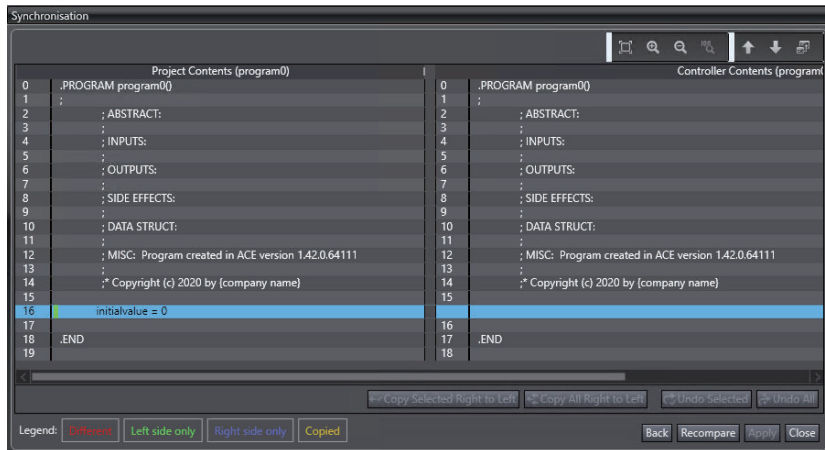 Synchronisation
Project Contents (program0) Controller Contents (program(
0 .PROGRAM program0() 0 .PROGRAM program0()
1 ; 1 ;
2 ; ABSTRACT: 2 ; ABSTRACT:
3 ; 3 ;
4 ; INPUTS: 4 ; INPUTS:
5 ; 5 ;
6 ; OUTPUTS: 6 ; OUTPUTS:
7 ; 7 ;
8 ; SIDE EFFECTS: 8 ; SIDE EFFECTS:
9 ; 9 ;
10 ; DATA STRUCT: 10 ; DATA STRUCT:
11 ; 11 ;
12 ; MISC: Program created in ACE version 1.42.0.64111 12 ; MISC: Program created in ACE version 1.42.0.64111
13 ; 13 ;
14 ;* Copyright (c) 2020 by {company name} 14 ;* Copyright (c) 2020 by {company name}
15 15
16 initialvalue = 0
17 16
18 .END 17 .END
19 18
Copy Selected Right to Left Copy All Right to Left Undo Selected Undo All
Legend: Different Left side only Right side only Copied Back Recompare Apply Close